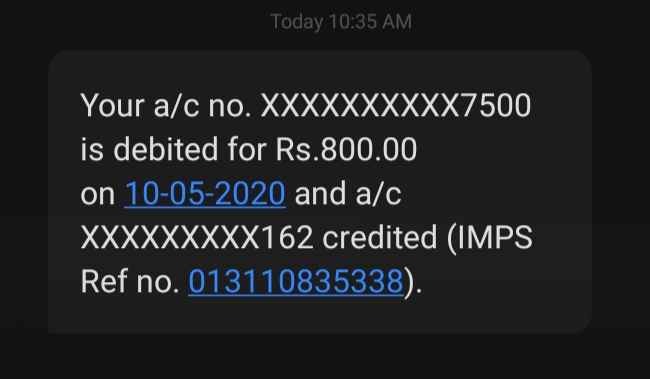 Today 10:35 AM
Your a/c no. XXXXXXXXXX7500
is debited for Rs.800.00
on 10-05-2020 and a/c
XXXXXXXXX162 credited (IMPS
Ref no. 013110835338).